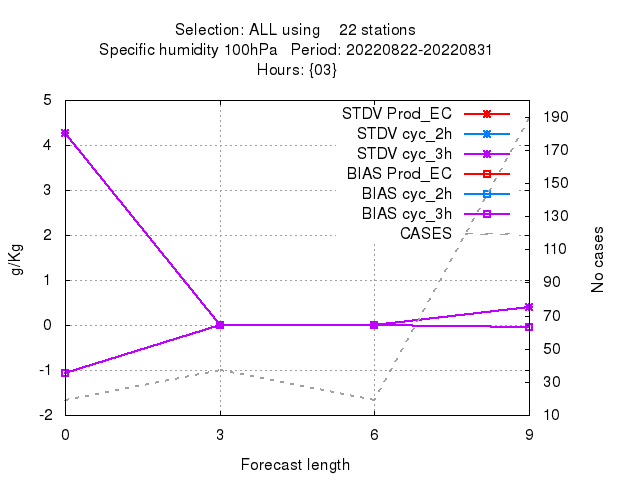 Selection: ALL using    22 stations
Specific humidity 100hPa   Period: 20220822-20220831
Hours: {03}
STDV Prod_EC
STDV cyc_2h
STDV cyc_3h
BIAS Prod_EC
BIAS cyc_2h
BIAS cyc_3h
CASES
5
4
3
2
1
0
-1
-2
g/Kg
190
170
150
130
110
90
70
50
30
10
No cases
0 3 6 9
Forecast length